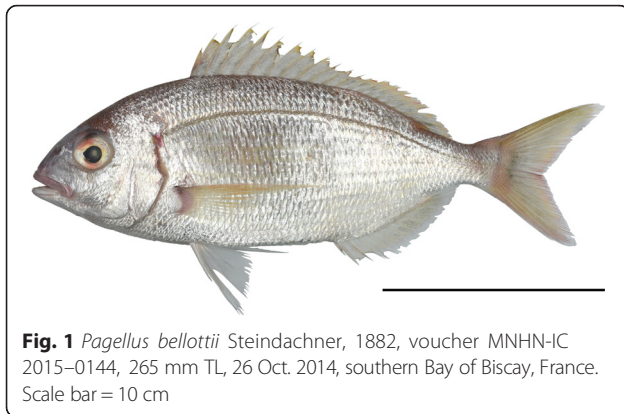 Fig. 1 Pagellus bellottii Steindachner, 1882, voucher MNHN-IC
2015–0144, 265 mm TL, 26 Oct. 2014, southern Bay of Biscay, France.
Scale bar = 10 cm